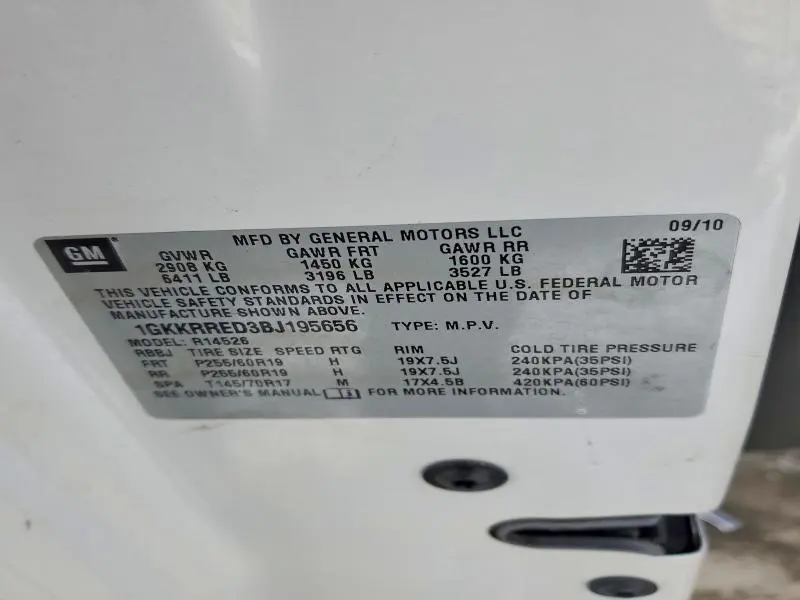 GM
MFD BY GENERAL MOTORS LLC 09/10
GVWR GAWR FRT GAWR RR
2908 KG 1450 KG 1600 KG
6411 LB 3196 LB 3527 LB
THIS VEHICLE CONFORMS TO ALL APPLICABLE U.S. FEDERAL MOTOR
VEHICLE SAFETY STANDARDS IN EFFECT ON THE DATE OF
MANUFACTURE SHOWN ABOVE.
1GKKRRED3BJ195656 TYPE: M.P.V.
MODEL: R14526
RBBJ TIRE SIZE SPEED RTG RIM COLD TIRE PRESSURE
FRT P255/60R19 H 19X7.5J 240KPA(35PSI)
RR P255/60R19 H 19X7.5J 240KPA(35PSI)
SPA T145/70R17 M 17X4.5B 420KPA(60PSI)
SEE OWNER'S MANUAL FOR MORE INFORMATION.